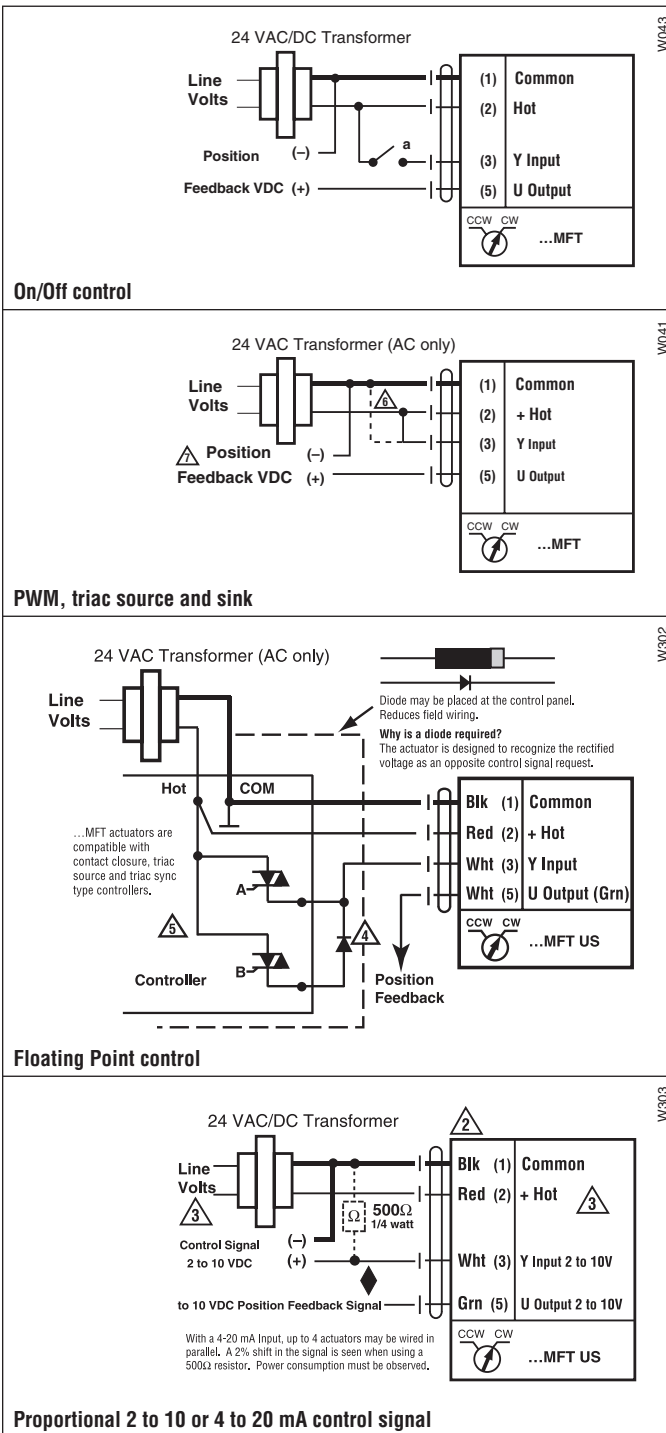 W043
24 VAC/DC Transformer
Line
Volts
(1) Common
(2) Hot
a
Position (–)
(3) Y Input
Feedback VDC (+)
(5) U Output
CCW CW
...MFT
On/Off control
W041
24 VAC Transformer (AC only)
Line
Volts
(1) Common
6
(2) + Hot
(3) Y Input
7 Position (–)
Feedback VDC (+)
(5) U Output
CCW CW
...MFT
PWM, triac source and sink
W302
24 VAC Transformer (AC only)
Line
Volts
Diode may be placed at the control panel.
Reduces field wiring.
Why is a diode required?
The actuator is designed to recognize the rectified
voltage as an opposite control signal request.
Hot COM
Blk (1) Common
Red (2) + Hot
Wht (3) Y Input
Wht (5) U Output (Grn)
...MFT actuators are
compatible with
contact closure, triac
source and triac sync
type controllers.
A
5
4
B
Controller
Position
Feedback
CCW CW
...MFT US
Floating Point control
W303
24 VAC/DC Transformer
2
Line
Volts
3
Blk (1) Common
Red (2) + Hot
3
Ω 500Ω
1/4 watt
Control Signal (–)
2 to 10 VDC (+)
Wht (3) Y Input 2 to 10V
to 10 VDC Position Feedback Signal
Grn (5) U Output 2 to 10V
With a 4-20 mA Input, up to 4 actuators may be wired in
parallel. A 2% shift in the signal is seen when using a
500Ω resistor. Power consumption must be observed.
CCW CW
...MFT US
Proportional 2 to 10 or 4 to 20 mA control signal